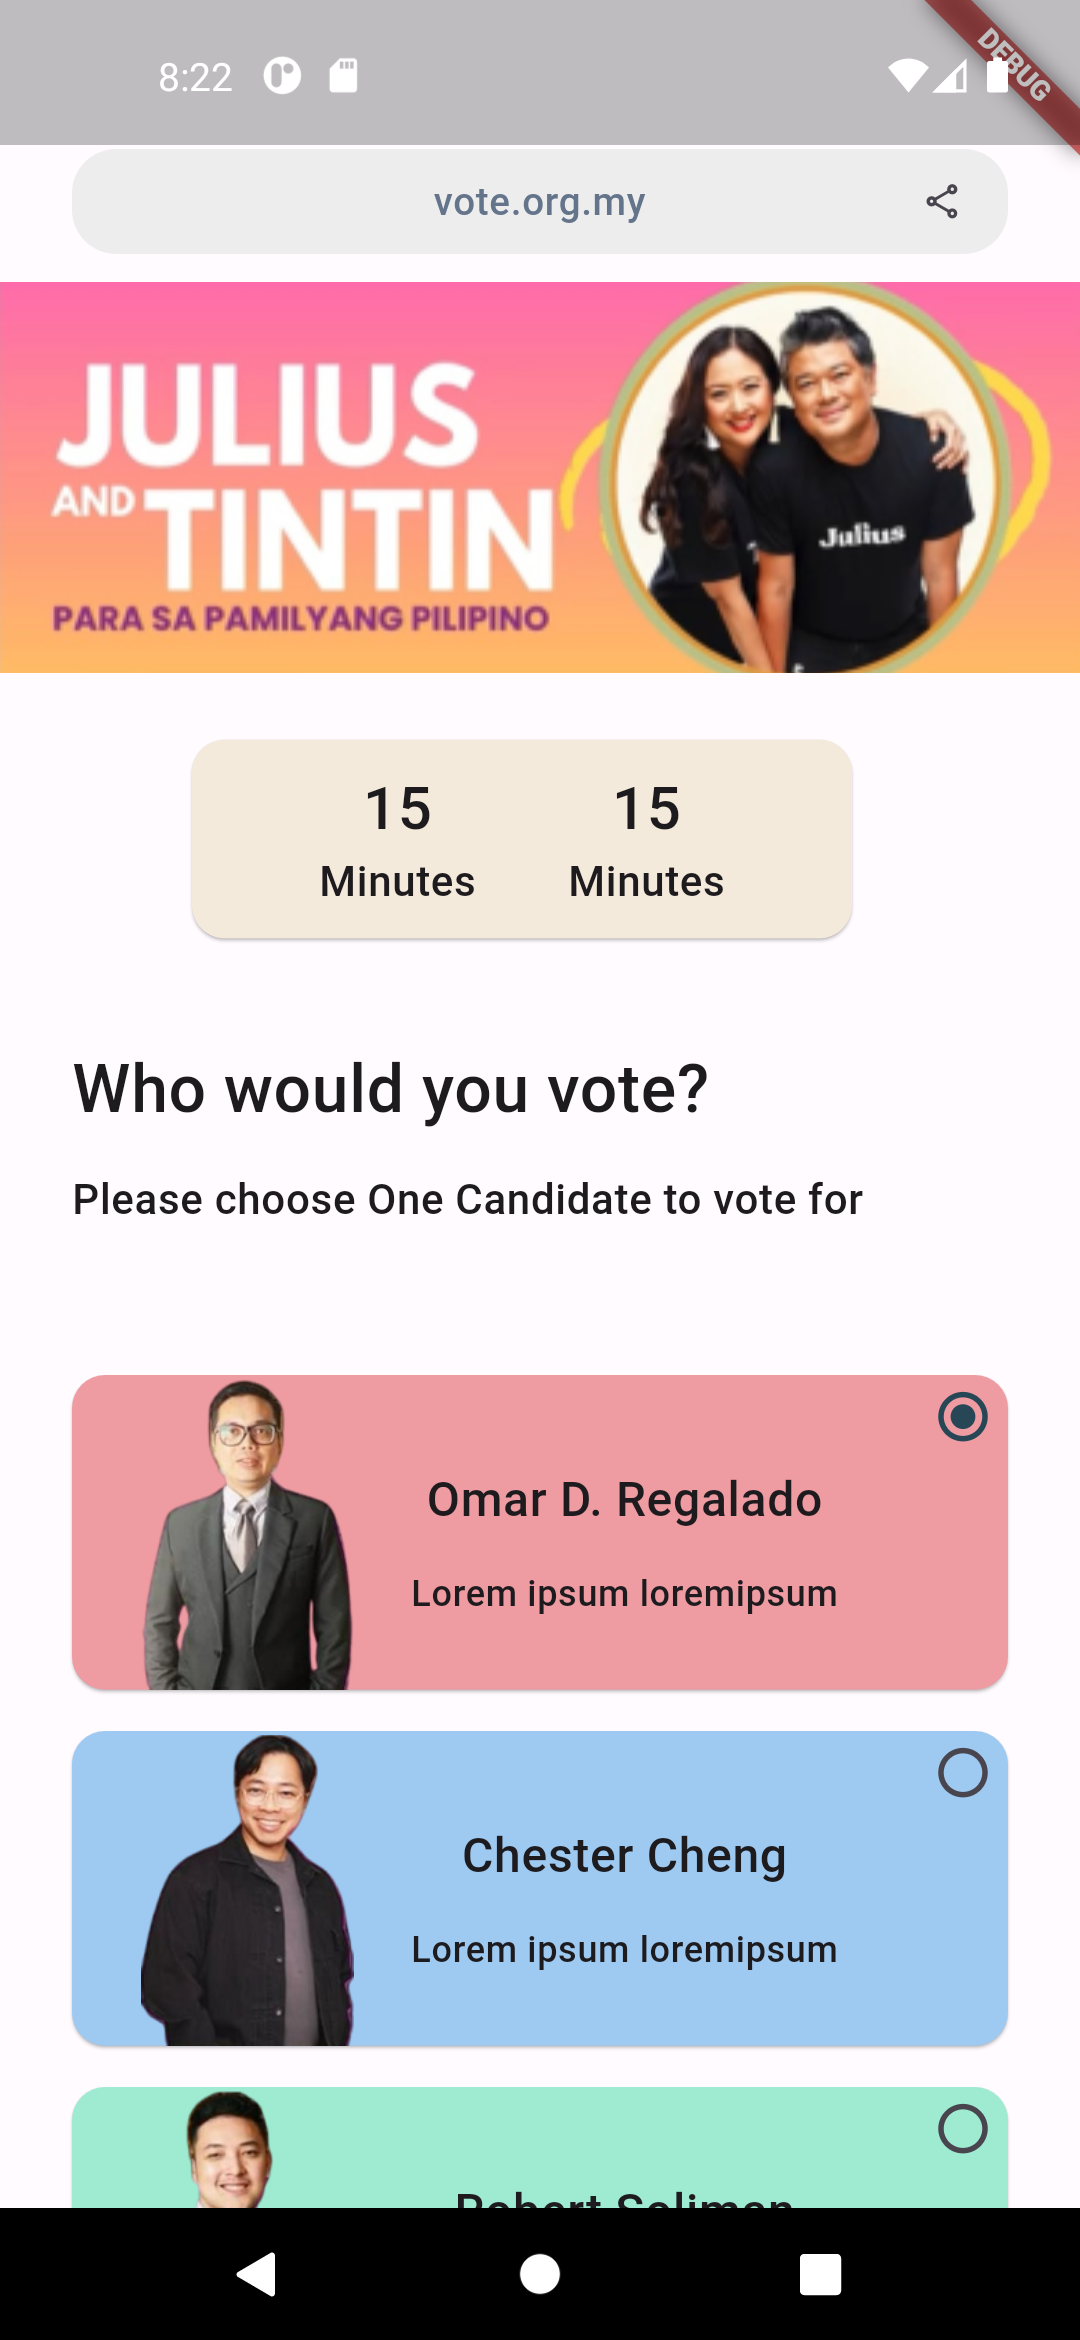 8:22
DEBUG
vote.org.my
JULIUS
AND TINTIN
PARA SA PAMILYANG PILIPINO
Julius
15 15
Minutes Minutes
Who would you vote?
Please choose One Candidate to vote for
Omar D. Regalado
Lorem ipsum loremipsum
Chester Cheng
Lorem ipsum loremipsum
Robert Soliman